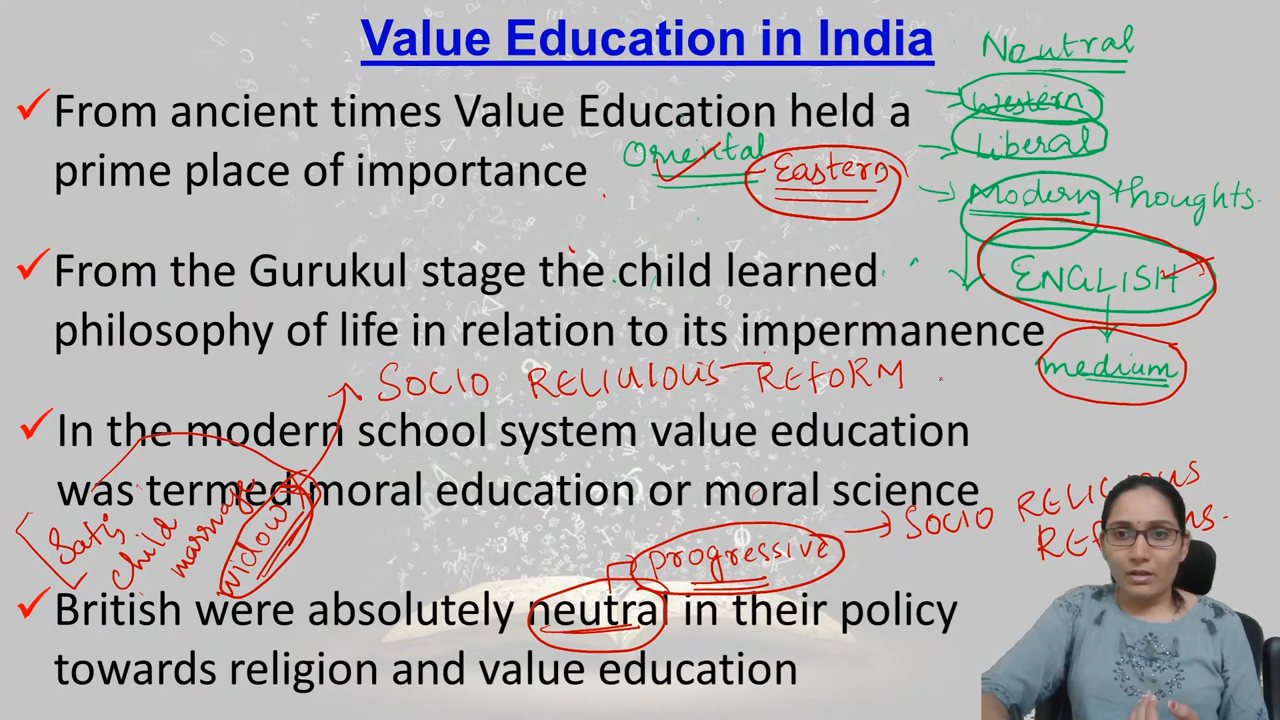 Value Education in India
Neutral
Western
Liberal
Modern thoughts.
ENGLISH
medium
From ancient times Value Education held a
prime place of importance
Oriental Eastern
From the Gurukul stage the child learned
philosophy of life in relation to its impermanence
SOCIO RELIGIOUS REFORM
In the modern school system value education
was termed moral education or moral science
Sati
child
marriage
widow
progressive
SOCIO RELIGIOUS
British were absolutely neutral in their policy
towards religion and value education